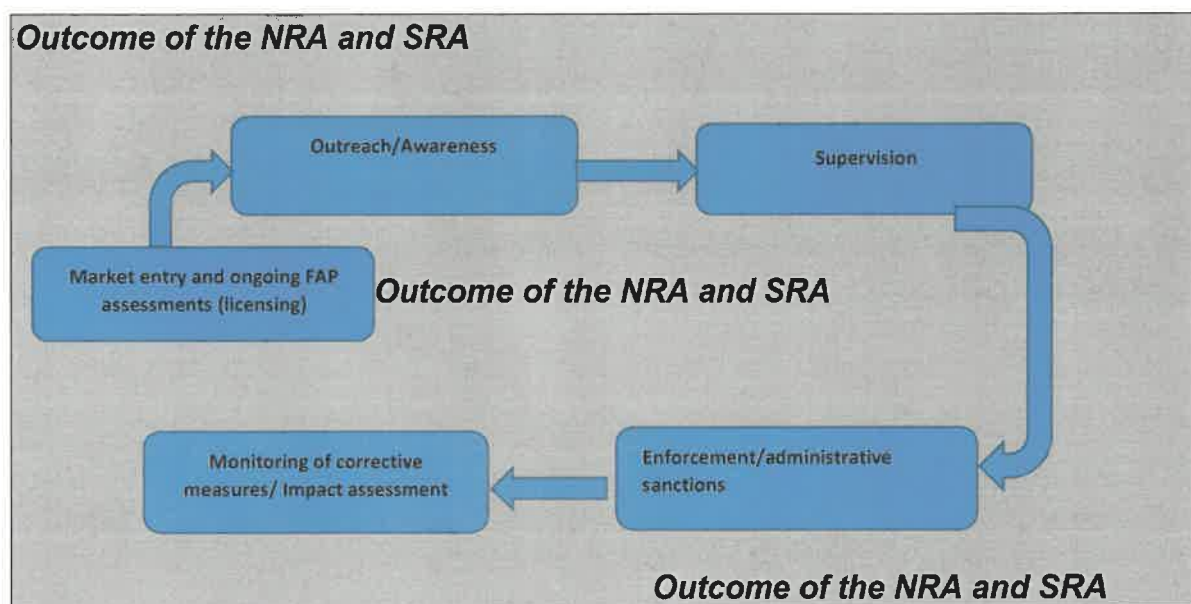 Outcome of the NRA and SRA
Outreach/Awareness
Supervision
Market entry and ongoing FAP
assessments (licensing)
Outcome of the NRA and SRA
Monitoring of corrective
measures/ Impact assessment
Enforcement/administrative
sanctions
Outcome of the NRA and SRA